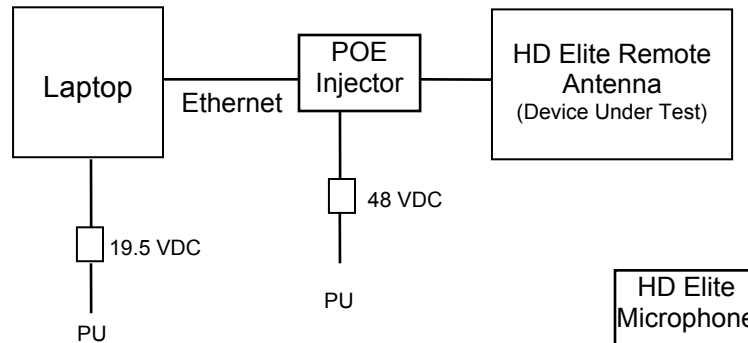 Laptop
Ethernet
POE
Injector
HD Elite Remote
Antenna
(Device Under Test)
48 VDC
19.5 VDC
PU
PU
HD Elite
Microphone